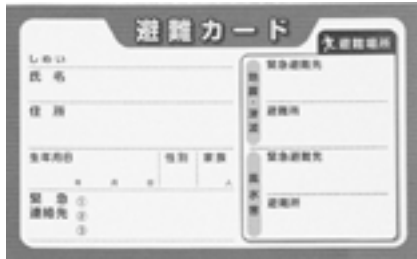 避難カード
避難場所
しめい
氏名
住所
生年月日 性別 家族
年 月 日 人
緊急連絡先 ①
②
③
地震・津波
緊急避難先
避難所
風水害
緊急避難先
避難所